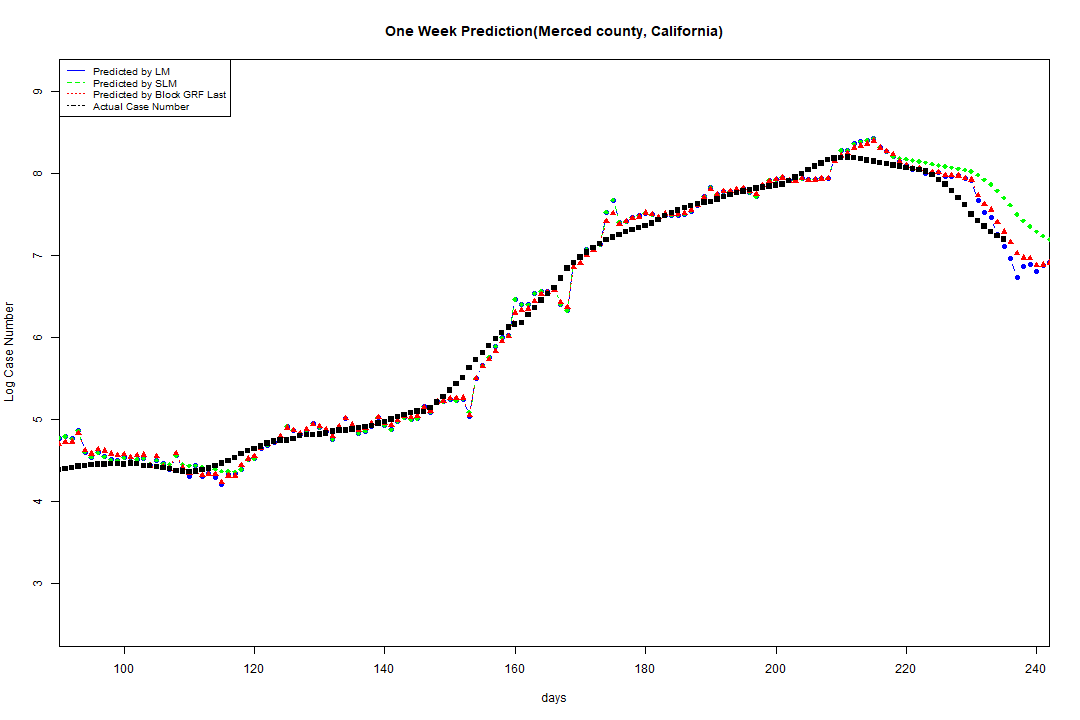 One Week Prediction(Merced county, California)
Predicted by LM
Predicted by SLM
Predicted by Block GRF Last
Actual Case Number
9
8
7
6
5
4
3
Log Case Number
100 120 140 160 180 200 220 240
days